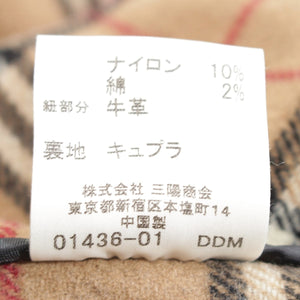 ナイロン 10%
綿 2%
紐部分 牛革
裏地 キュプラ
株式会社 三陽商会
東京都新宿区本塩町14
中国製
01436-01 DDM